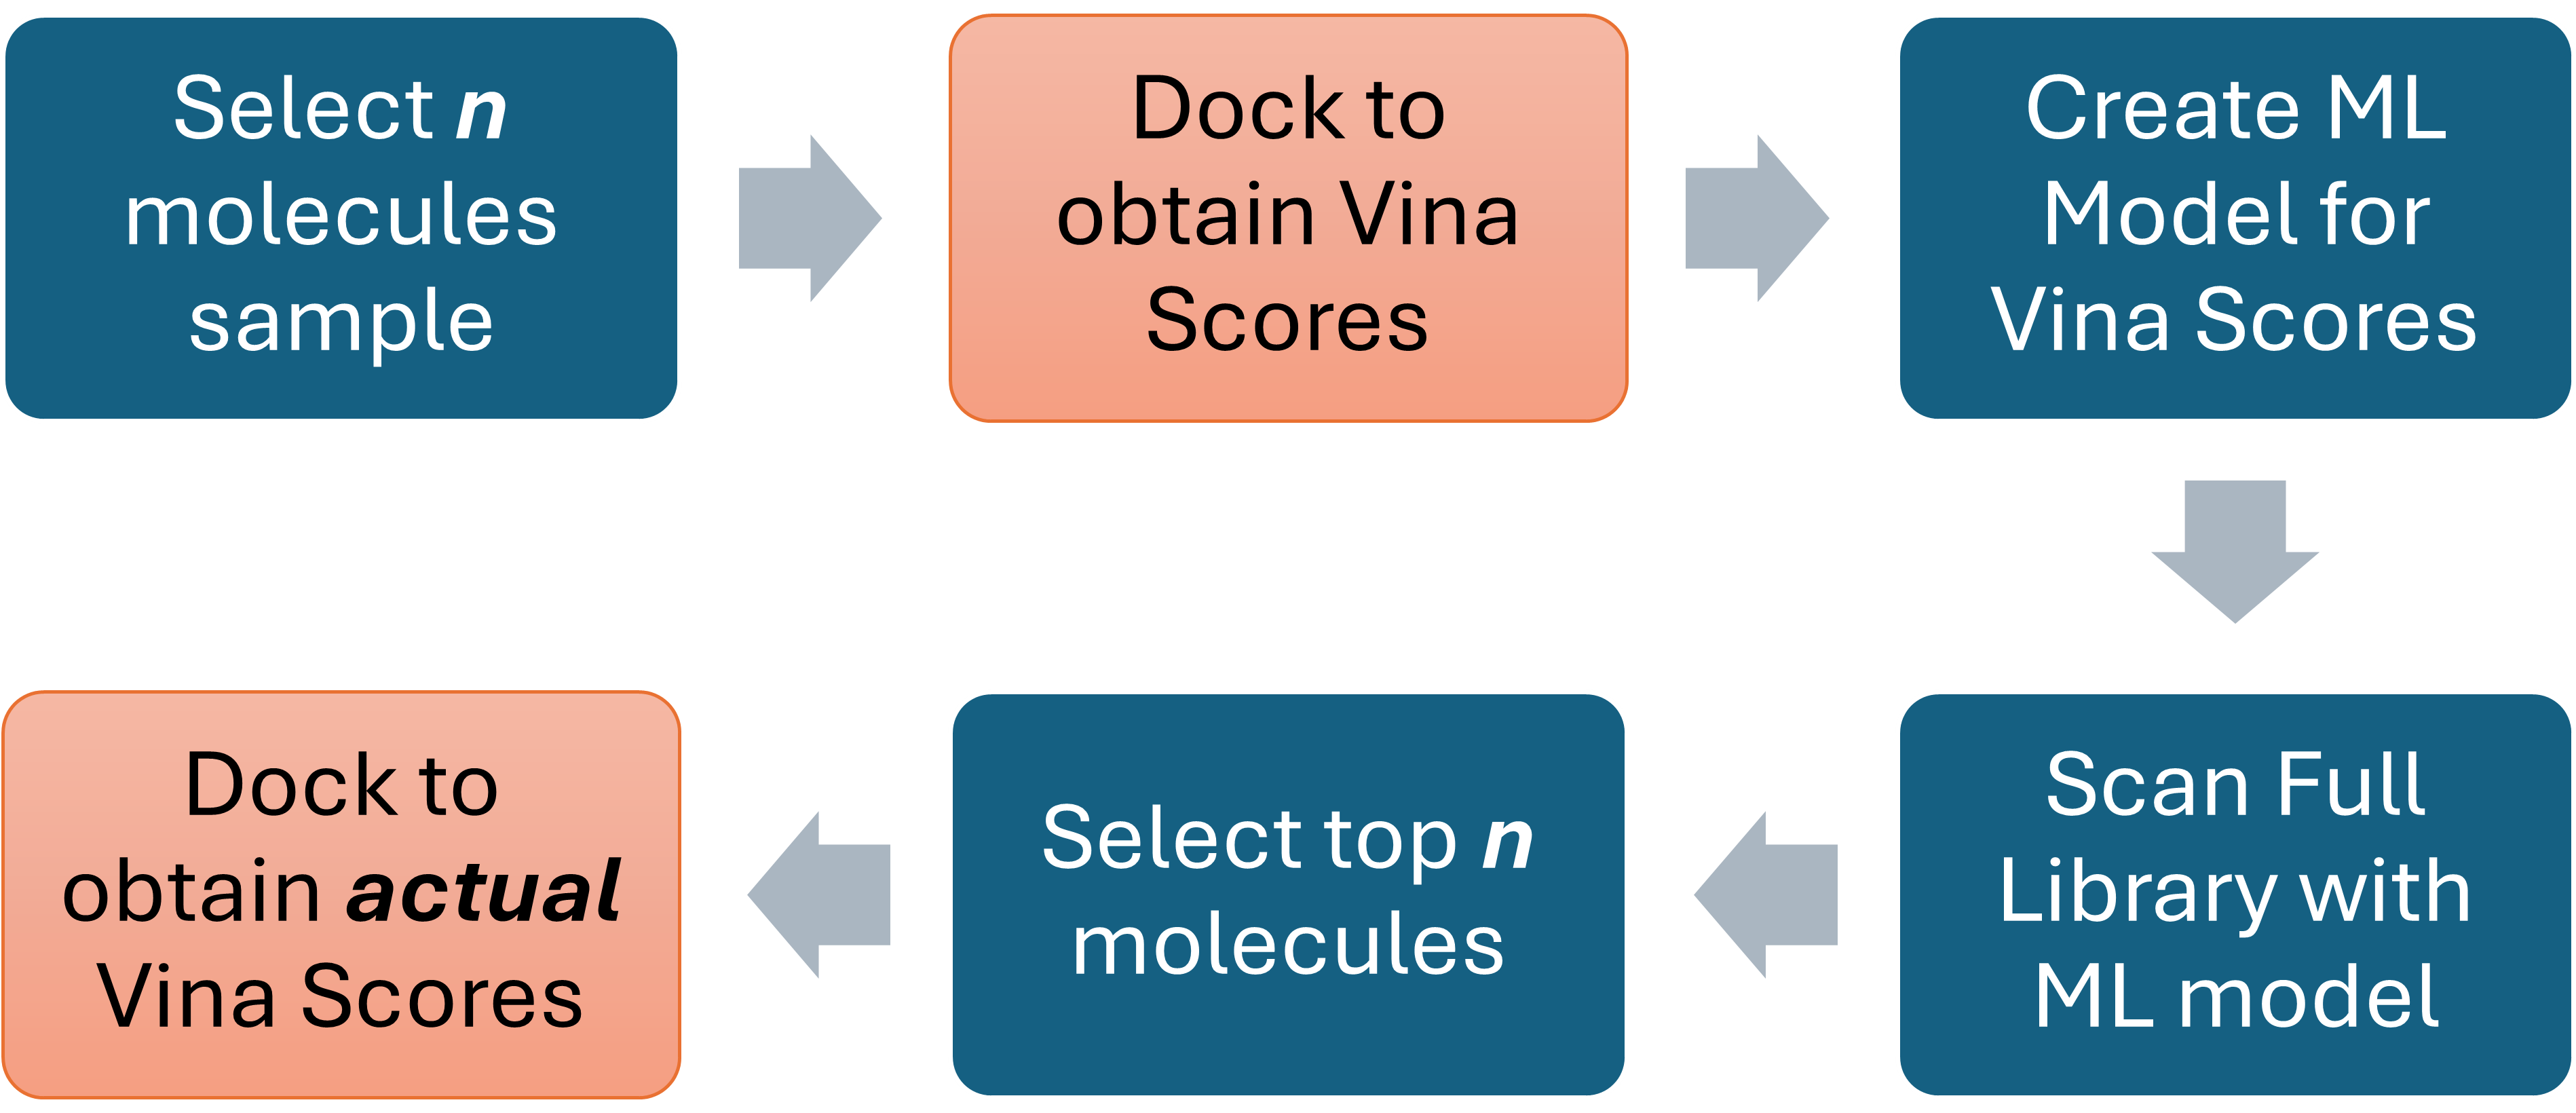 Select n
molecules
sample
Dock to
obtain Vina
Scores
Create ML
Model for
Vina Scores
Scan Full
Library with
ML model
Select top n
molecules
Dock to
obtain actual
Vina Scores